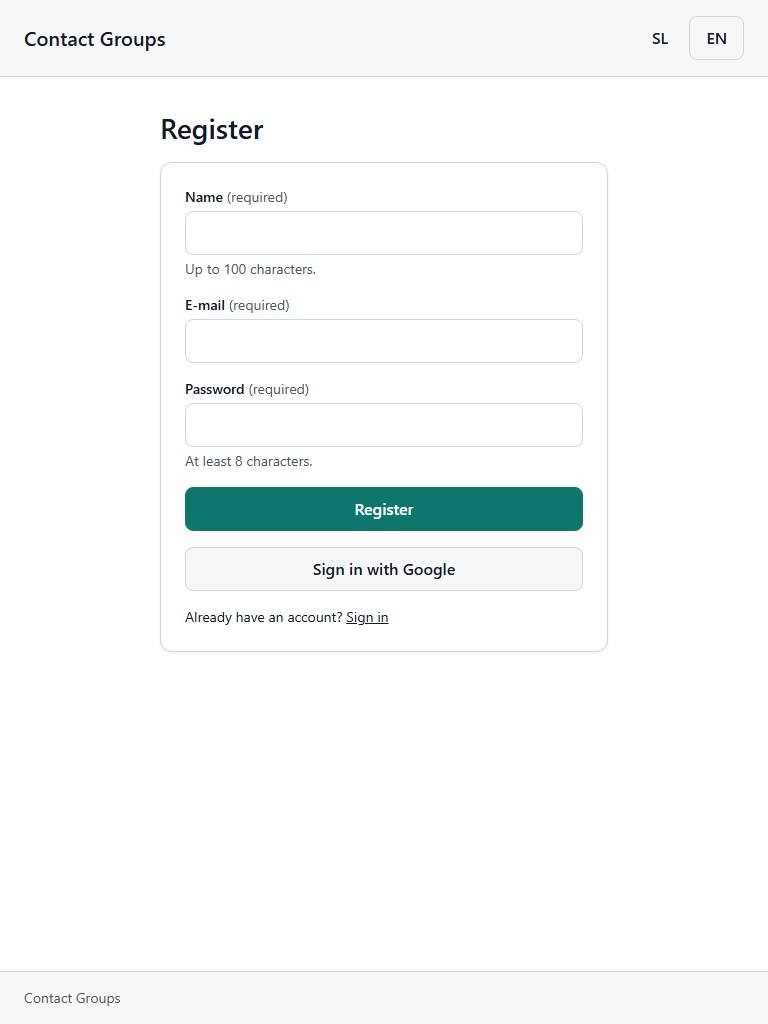 Contact Groups
SL
EN
Register
Name (required)
Up to 100 characters.
E-mail (required)
Password (required)
At least 8 characters.
Register
Sign in with Google
Already have an account? Sign in
Contact Groups